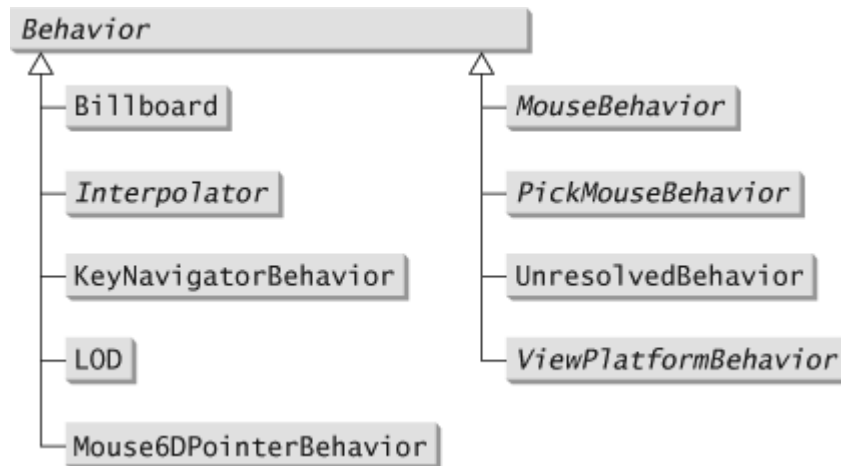 Behavior
Billboard
Interpolator
KeyNavigatorBehavior
LOD
Mouse6DPointerBehavior
MouseBehavior
PickMouseBehavior
UnresolvedBehavior
ViewPlatformBehavior